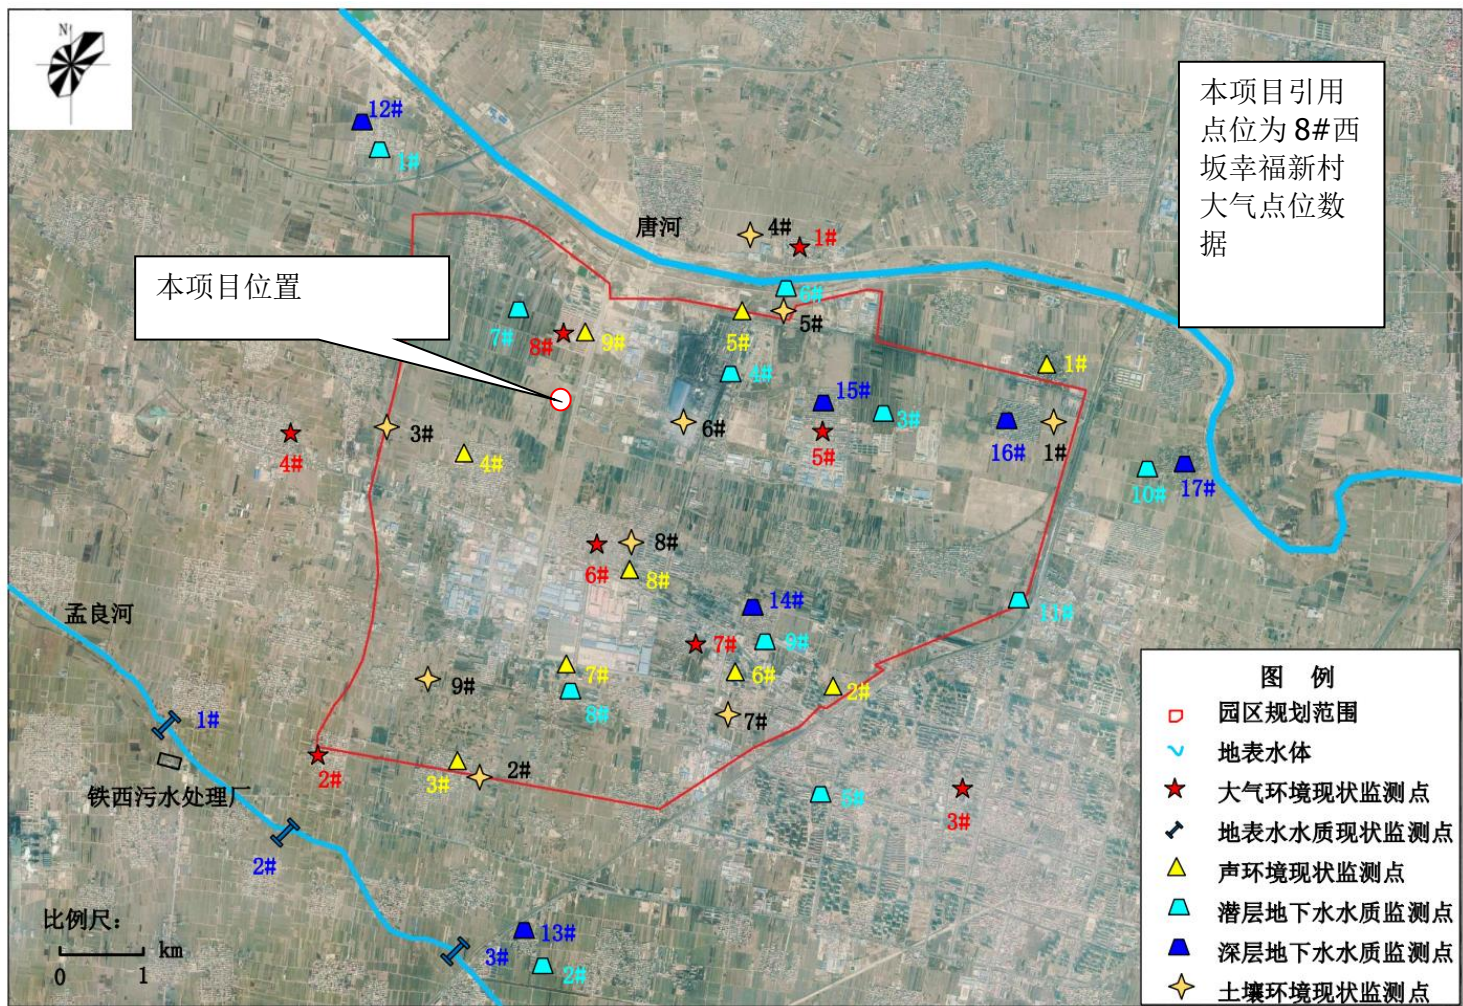 N
12#
1#
本项目引用
点位为 8#西
坂幸福新村
大气点位数
据
唐河
4#
1#
本项目位置
6#
5#
7#
8#
9#
5#
4#
1#
15#
3#
6#
16#
1#
3#
4#
5#
4#
10#
17#
8#
6#
8#
14#
11#
孟良河
7#
9#
7#
6#
2#
9#
8#
7#
1#
2#
3#
2#
铁西污水处理厂
5#
3#
2#
比例尺：
km
0
1
13#
3#
2#
图 例
园区规划范围
地表水体
大气环境现状监测点
地表水水质现状监测点
声环境现状监测点
潜层地下水水质监测点
深层地下水水质监测点
土壤环境现状监测点